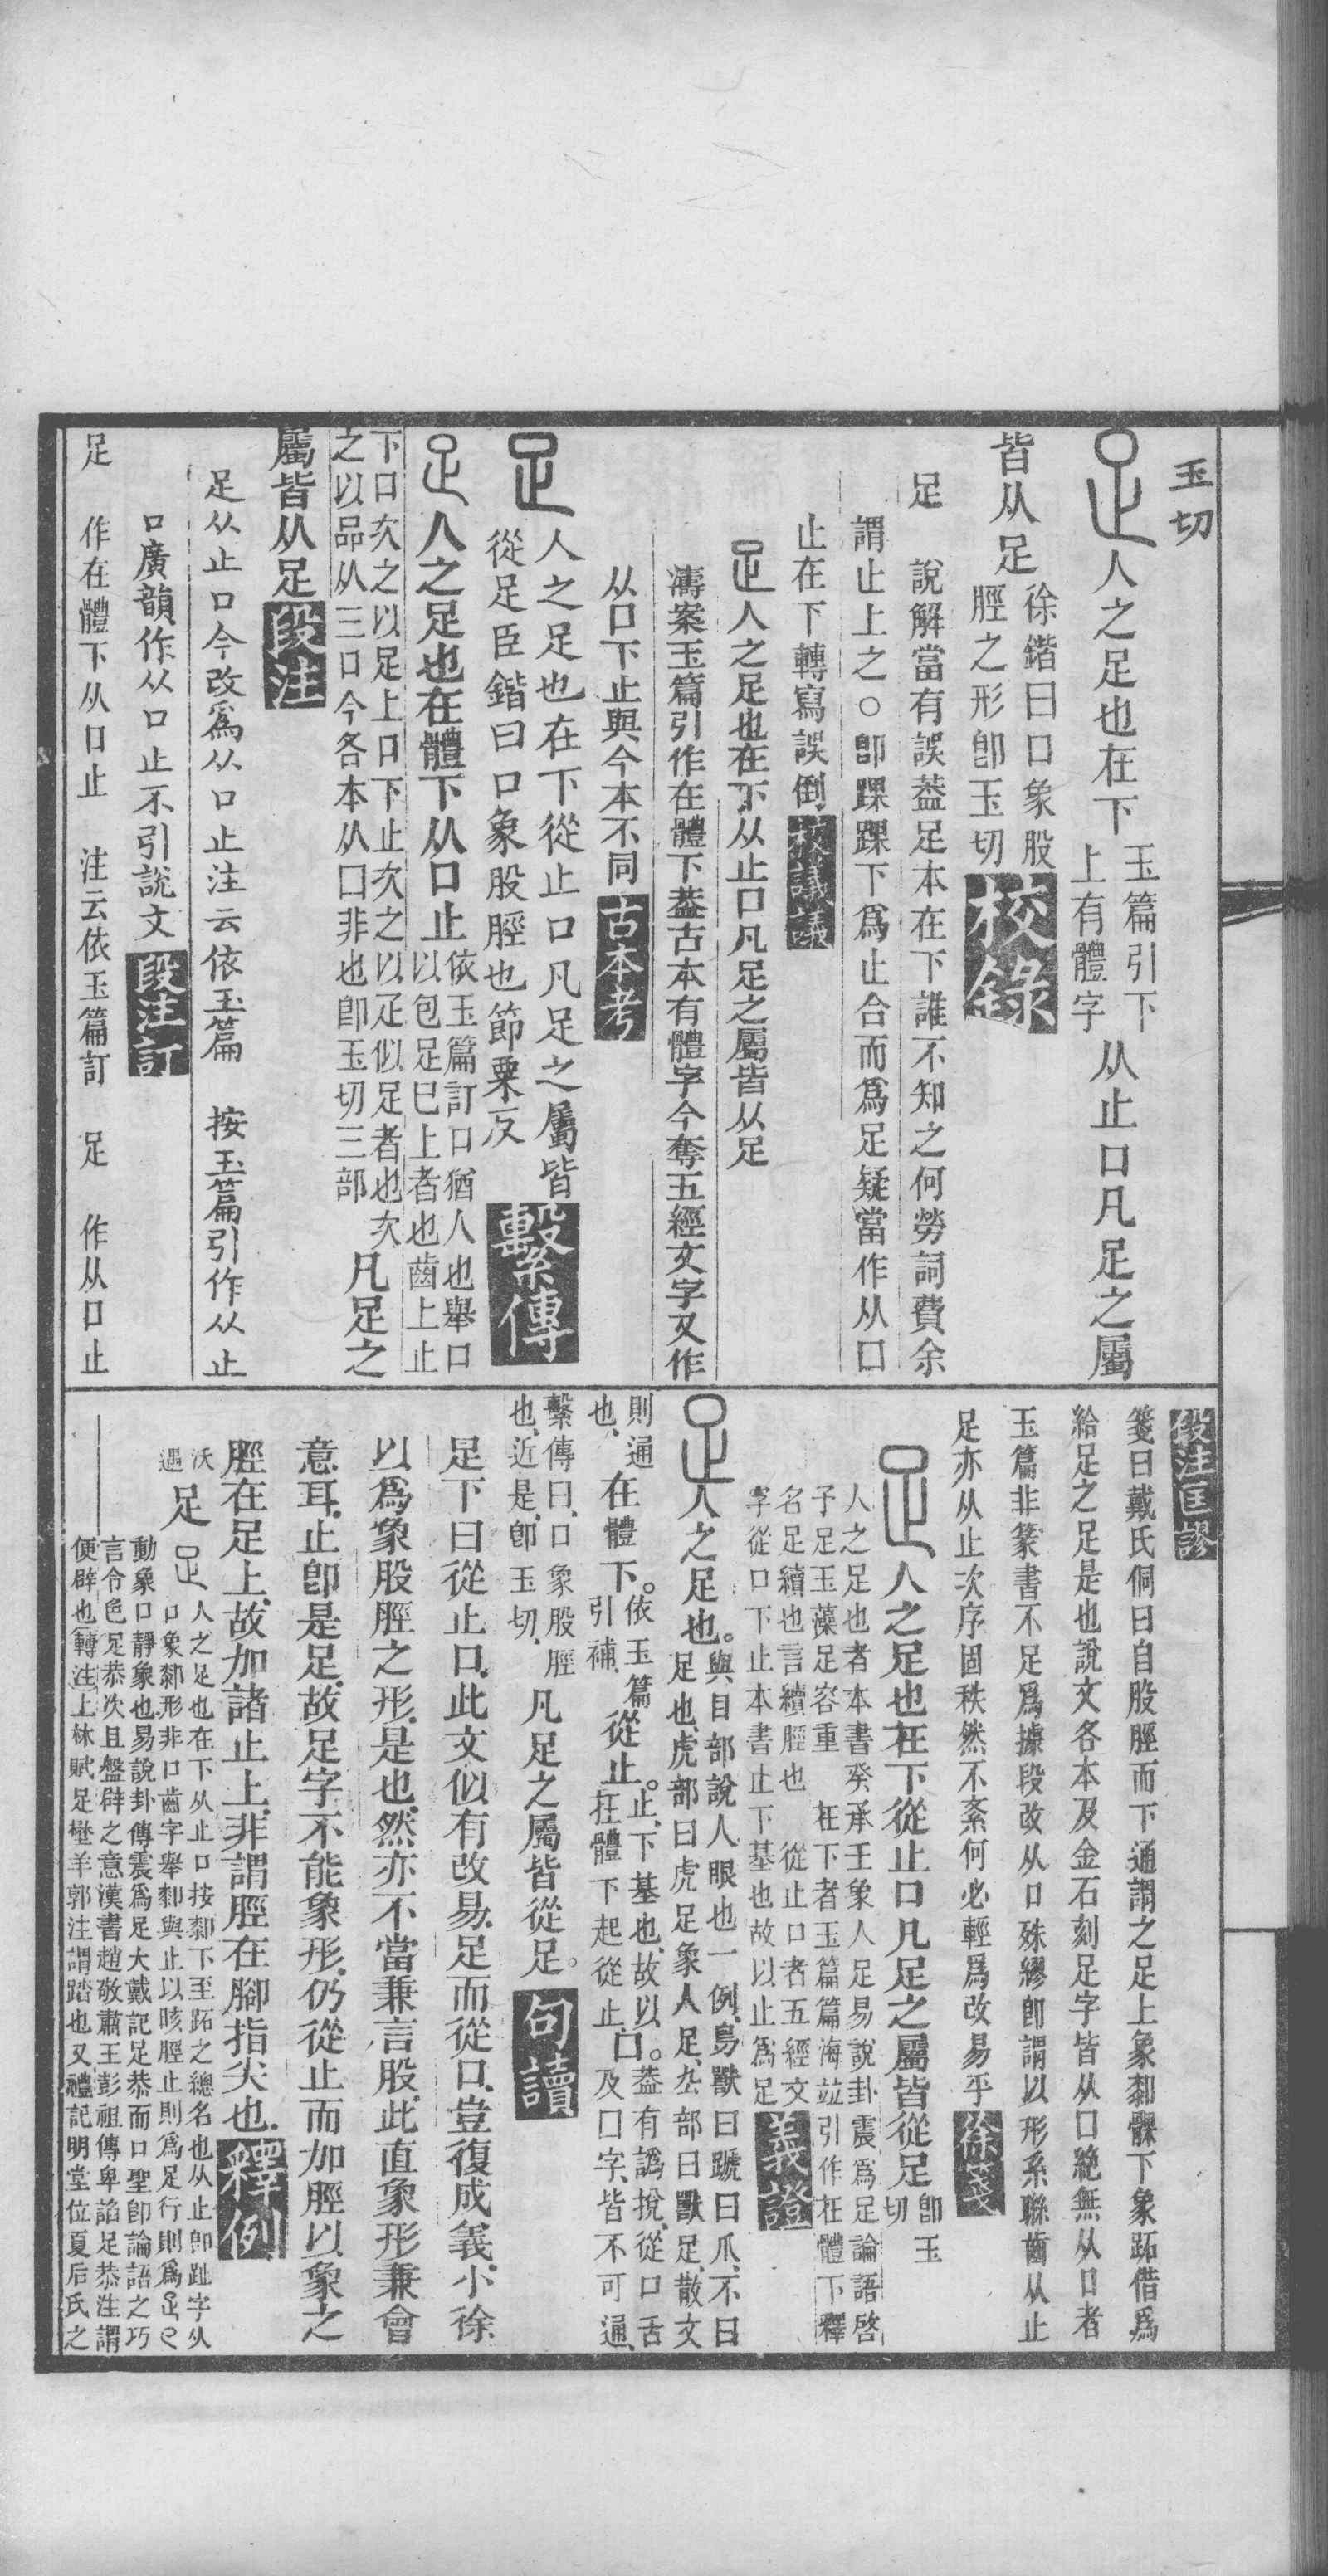 玉切
人之足也在下
玉篇引下
上有體字
从止口凡足之屬
皆从足
徐鍇曰口象股
脛之形卽玉切
校錄
足　說解當有誤葢足本在下誰不知之何勞詞費余
謂止上之○卽踝踝下爲止合而爲足疑當作从口
止在下轉寫誤倒
校議議
人之足也在下从止口凡足之屬皆从足
濤案玉篇引作在體下葢古本有體字今奪五經文字又作
从口下止與今本不同
古本考
人之足也在下從止口凡足之屬皆
從足臣鍇曰口象股脛也節粟反
繫傳
人之足也在體下从口止
依玉篇訂口猶人也舉口
以包足巳上者也齒上止
下口次之以足上口下止次之以疋似足者也次
之以品从三口今各本从口非也卽玉切三部
凡足之
屬皆从足
段注
足从止口今改爲从口止注云依玉篇　按玉篇引作从止
口廣韻作从口止不引說文
段注訂
足　作在體下从口止　注云依玉篇訂　足　作从口止
段注匡謬
箋曰戴氏侗曰自股脛而下通謂之足上象厀髁下象跖借爲
給足之足是也說文各本及金石刻足字皆从口絶無从口者
玉篇非篆書不足爲據段改从口殊繆卽謂以形系聯齒从止
足亦从止次序固秩然不紊何必輕爲改易乎
徐箋
人之足也在下從止口凡足之屬皆從足
卽玉
切
人之足也者本書癸承壬象人足易說卦震爲足論語啓
子足玉藻足容重　在下者玉篇篇海竝引作在體下釋
名足續也言續脛也　從止口者五經文
字從口下止本書止下基也故以止爲足
義證
人之足也。
與目部說人眼也一例鳥獸曰蹏曰爪不曰
足也虎部曰虎足象人足厹部曰獸足散文
則通
也、
在體下。
依玉篇
引補、
從止。
止、下基也、故以
在體下起從止、
口。
葢有譌挩、從口舌
及口字、皆不可通、
繫傳曰、口象股脛
也、近是、卽玉切、
凡足之屬皆從足。
句讀
足下曰從止口、此文似有改易、足而從口、豈復成義、小徐
以爲象股脛之形、是也、然亦不當兼言股、此直象形兼會
意耳、止卽是足、故足字不能象形、仍從止而加脛以象之
脛在足上、故加諸止上、非謂脛在腳指尖也、
釋例
沃
遇
足
人之足也在下从止口按厀下至跖之總名也从止卽趾字从
口象厀形非口齒字舉厀與止以晐脛止則爲足行則爲
動象口靜象也易說卦傳震爲足大戴記足恭而口聖卽論語之巧
言令色足恭次且盤辟之意漢書趙敬肅王彭祖傳卑諂足恭注謂
便辟也轉注上林賦足壄羊郭注謂踏也又禮記明堂位夏后氏之